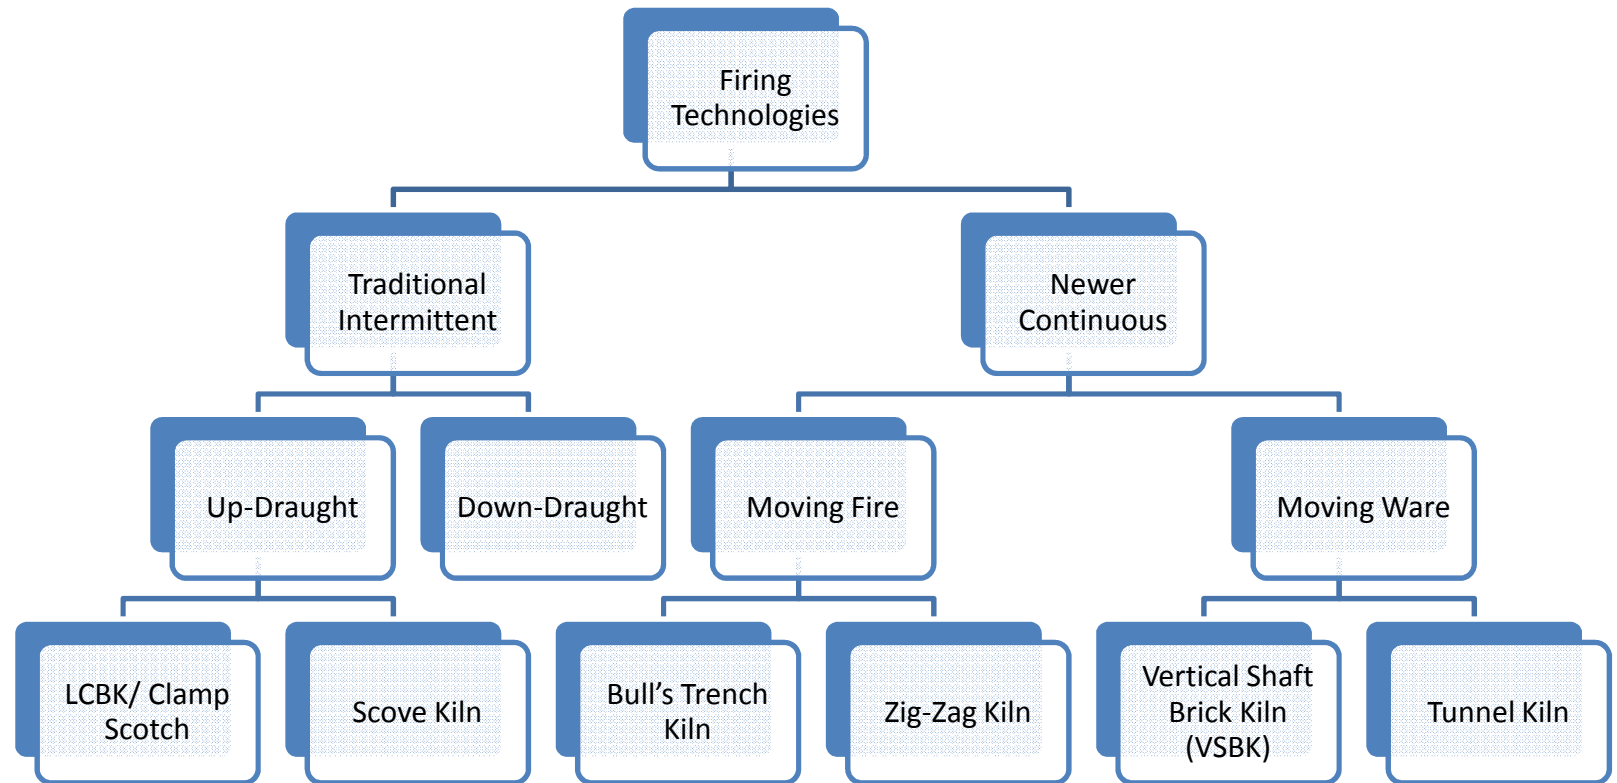 Firing
Technologies
Traditional
Intermittent
Newer
Continuous
Up-Draught
Down-Draught
Moving Fire
Moving Ware
LCBK/ Clamp
Scotch
Scove Kiln
Bull’s Trench
Kiln
Zig-Zag Kiln
Vertical Shaft
Brick Kiln
(VSBK)
Tunnel Kiln